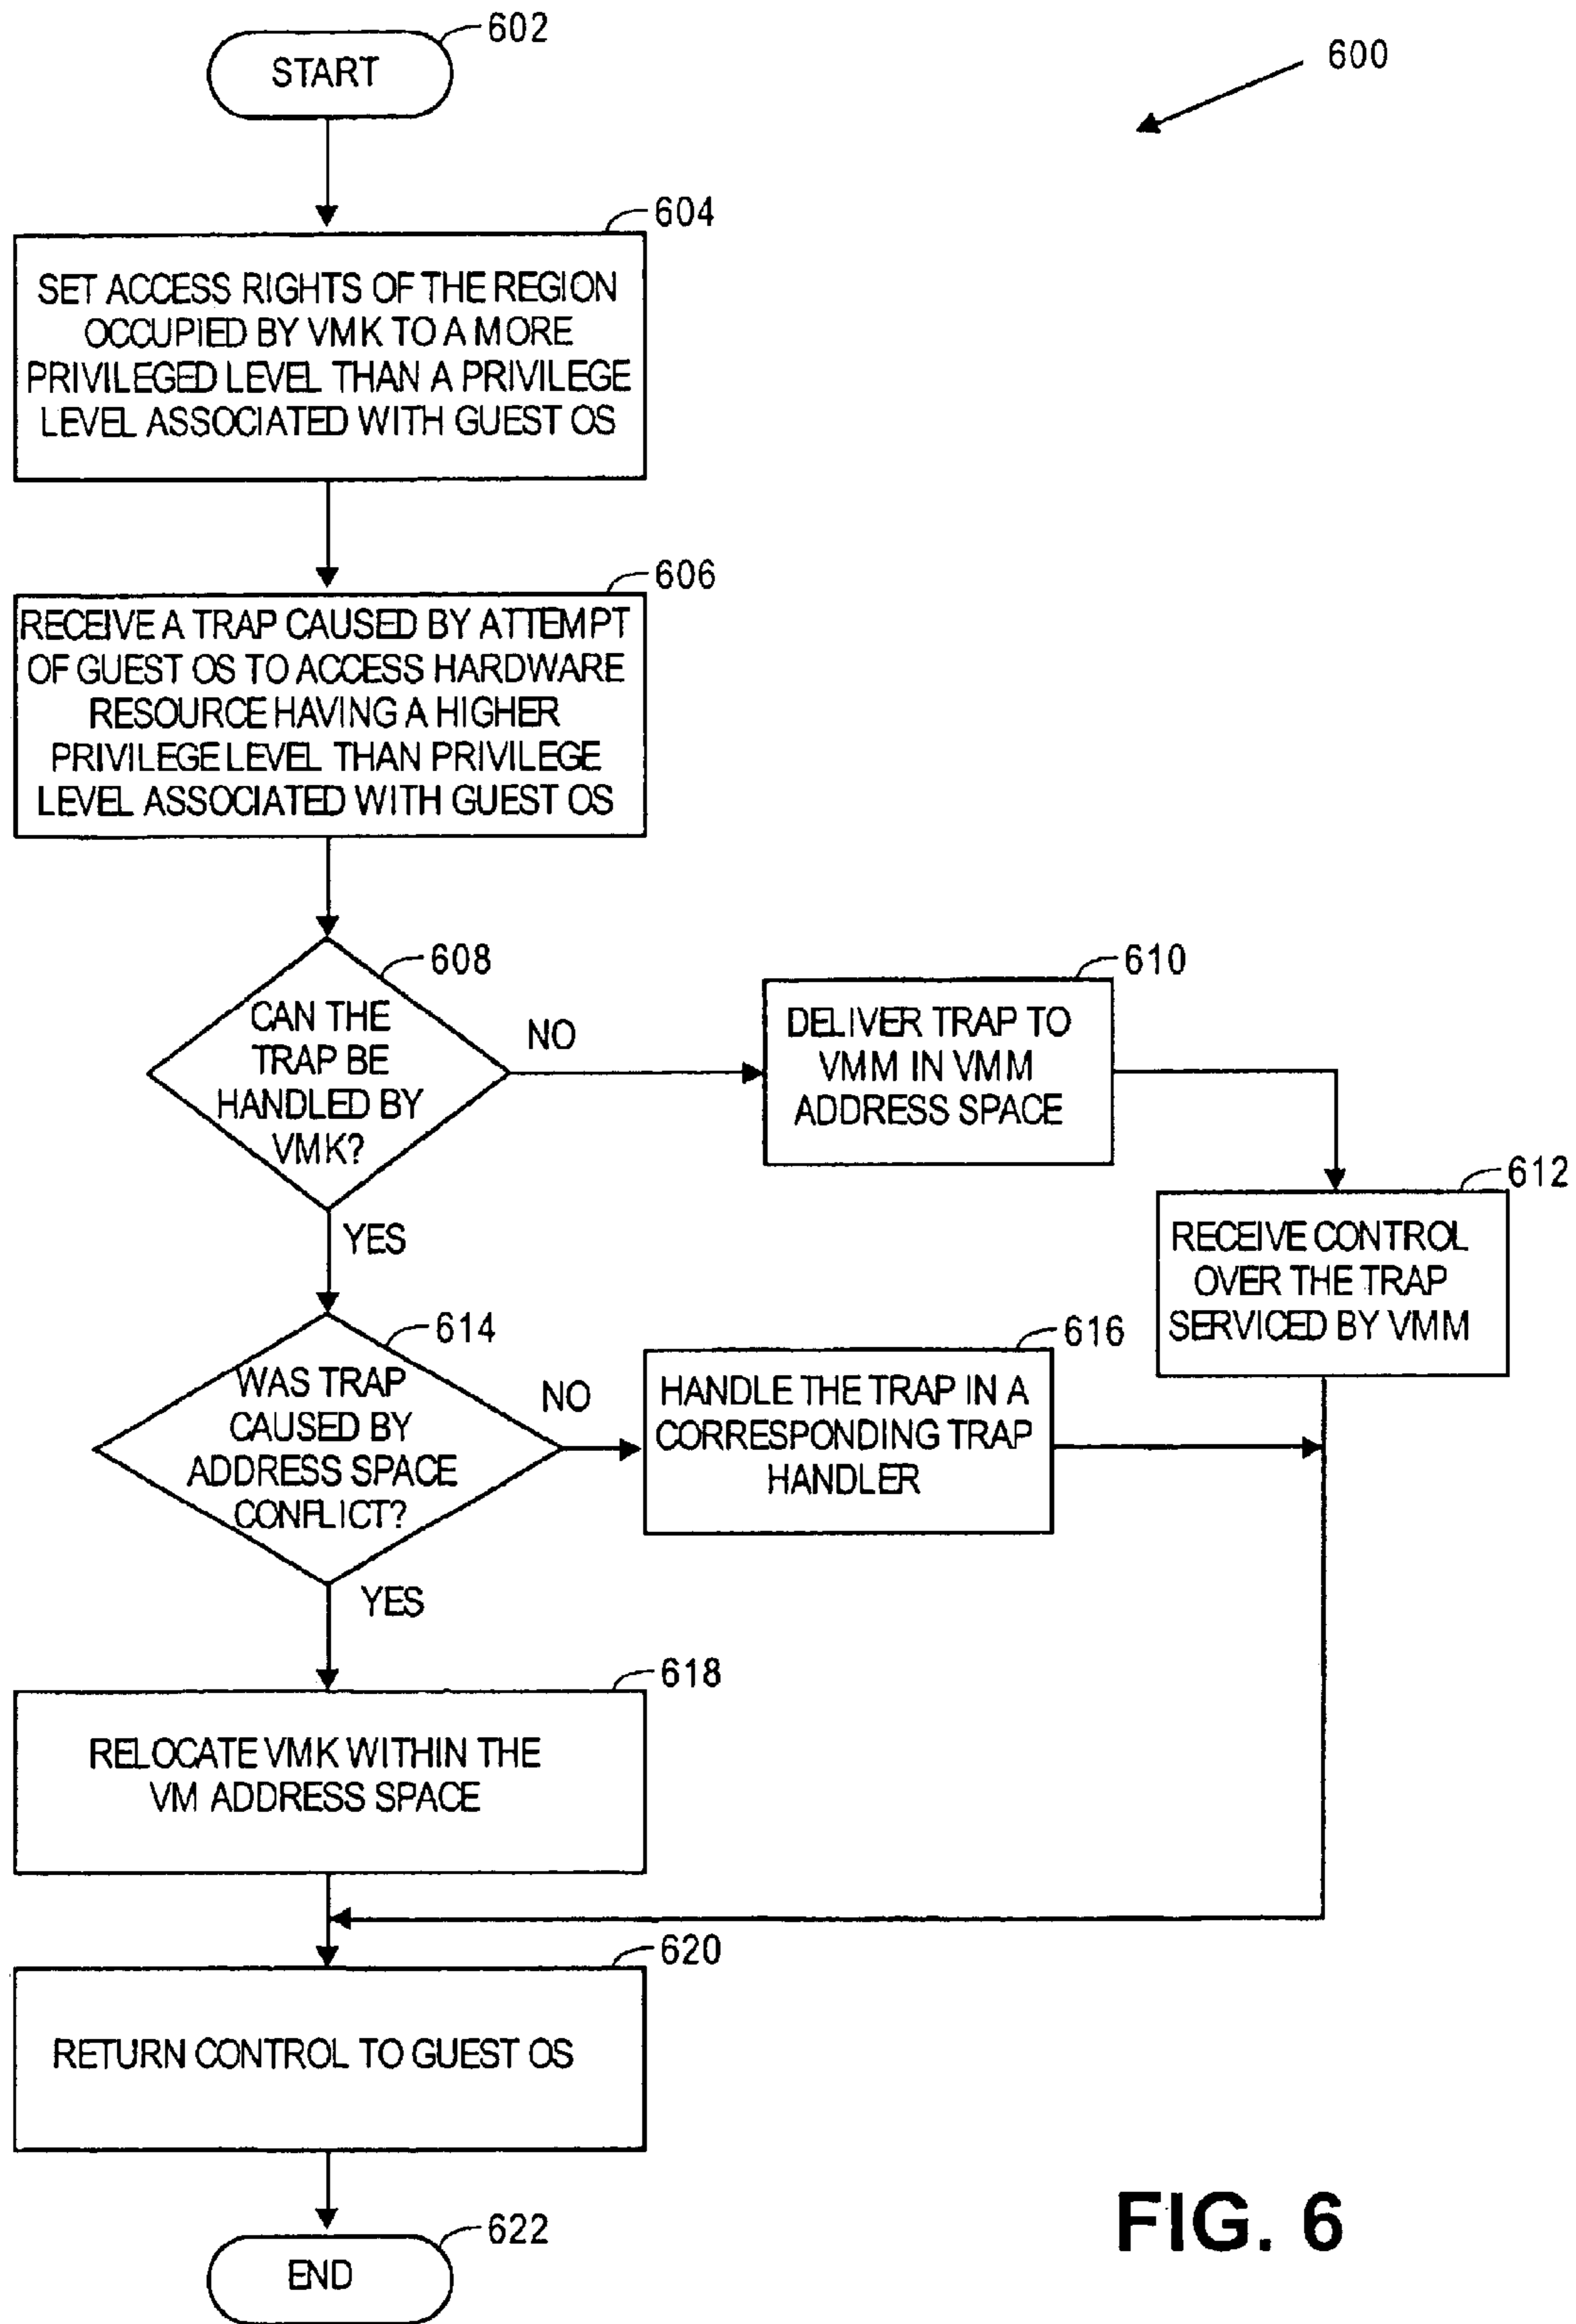 602
START
600
604
SET ACCESS RIGHTS OF THE REGION
OCCUPIED BY VMK TO A MORE
PRIVILEGED LEVEL THAN A PRIVILEGE
LEVEL ASSOCIATED WITH GUEST OS
606
RECEIVE A TRAP CAUSED BY ATTEMPT
OF GUEST OS TO ACCESS HARDWARE
RESOURCE HAVING A HIGHER
PRIVILEGE LEVEL THAN PRIVILEGE
LEVEL ASSOCIATED WITH GUEST OS
608
CAN THE
TRAP BE
HANDLED BY
VMK?
NO
YES
610
DELIVER TRAP TO
VMM IN VMM
ADDRESS SPACE
612
RECEIVE CONTROL
OVER THE TRAP
SERVICED BY VMM
614
WAS TRAP
CAUSED BY
ADDRESS SPACE
CONFLICT?
NO
YES
616
HANDLE THE TRAP IN A
CORRESPONDING TRAP
HANDLER
618
RELOCATE VMK WITHIN THE
VM ADDRESS SPACE
620
RETURN CONTROL TO GUEST OS
622
END
FIG. 6